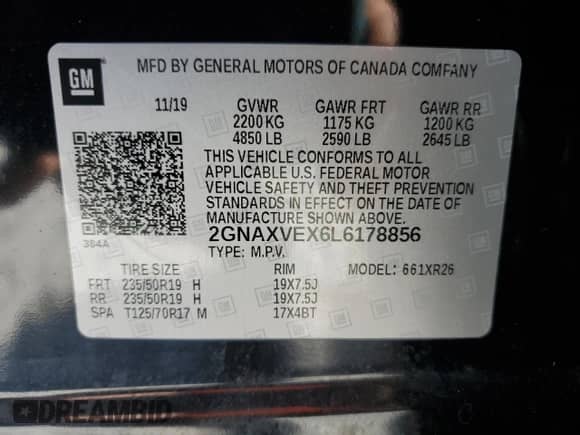 GM
MFD BY GENERAL MOTORS OF CANADA COMPANY
11/19 GVWR GAWR FRT GAWR RR
2200 KG 1175 KG 1200 KG
4850 LB 2590 LB 2645 LB
THIS VEHICLE CONFORMS TO ALL
APPLICABLE U.S. FEDERAL MOTOR
VEHICLE SAFETY AND THEFT PREVENTION
STANDARDS IN EFFECT ON THE DATE OF
MANUFACTURE SHOWN ABOVE.
384A
2GNAXVEX6L6178856
TYPE: M.P.V.
TIRE SIZE RIM MODEL: 661XR26
FRT 235/50R19 H 19X7.5J
RR 235/50R19 H 19X7.5J
SPA T125/70R17 M 17X4BT
DREAMBID.COM